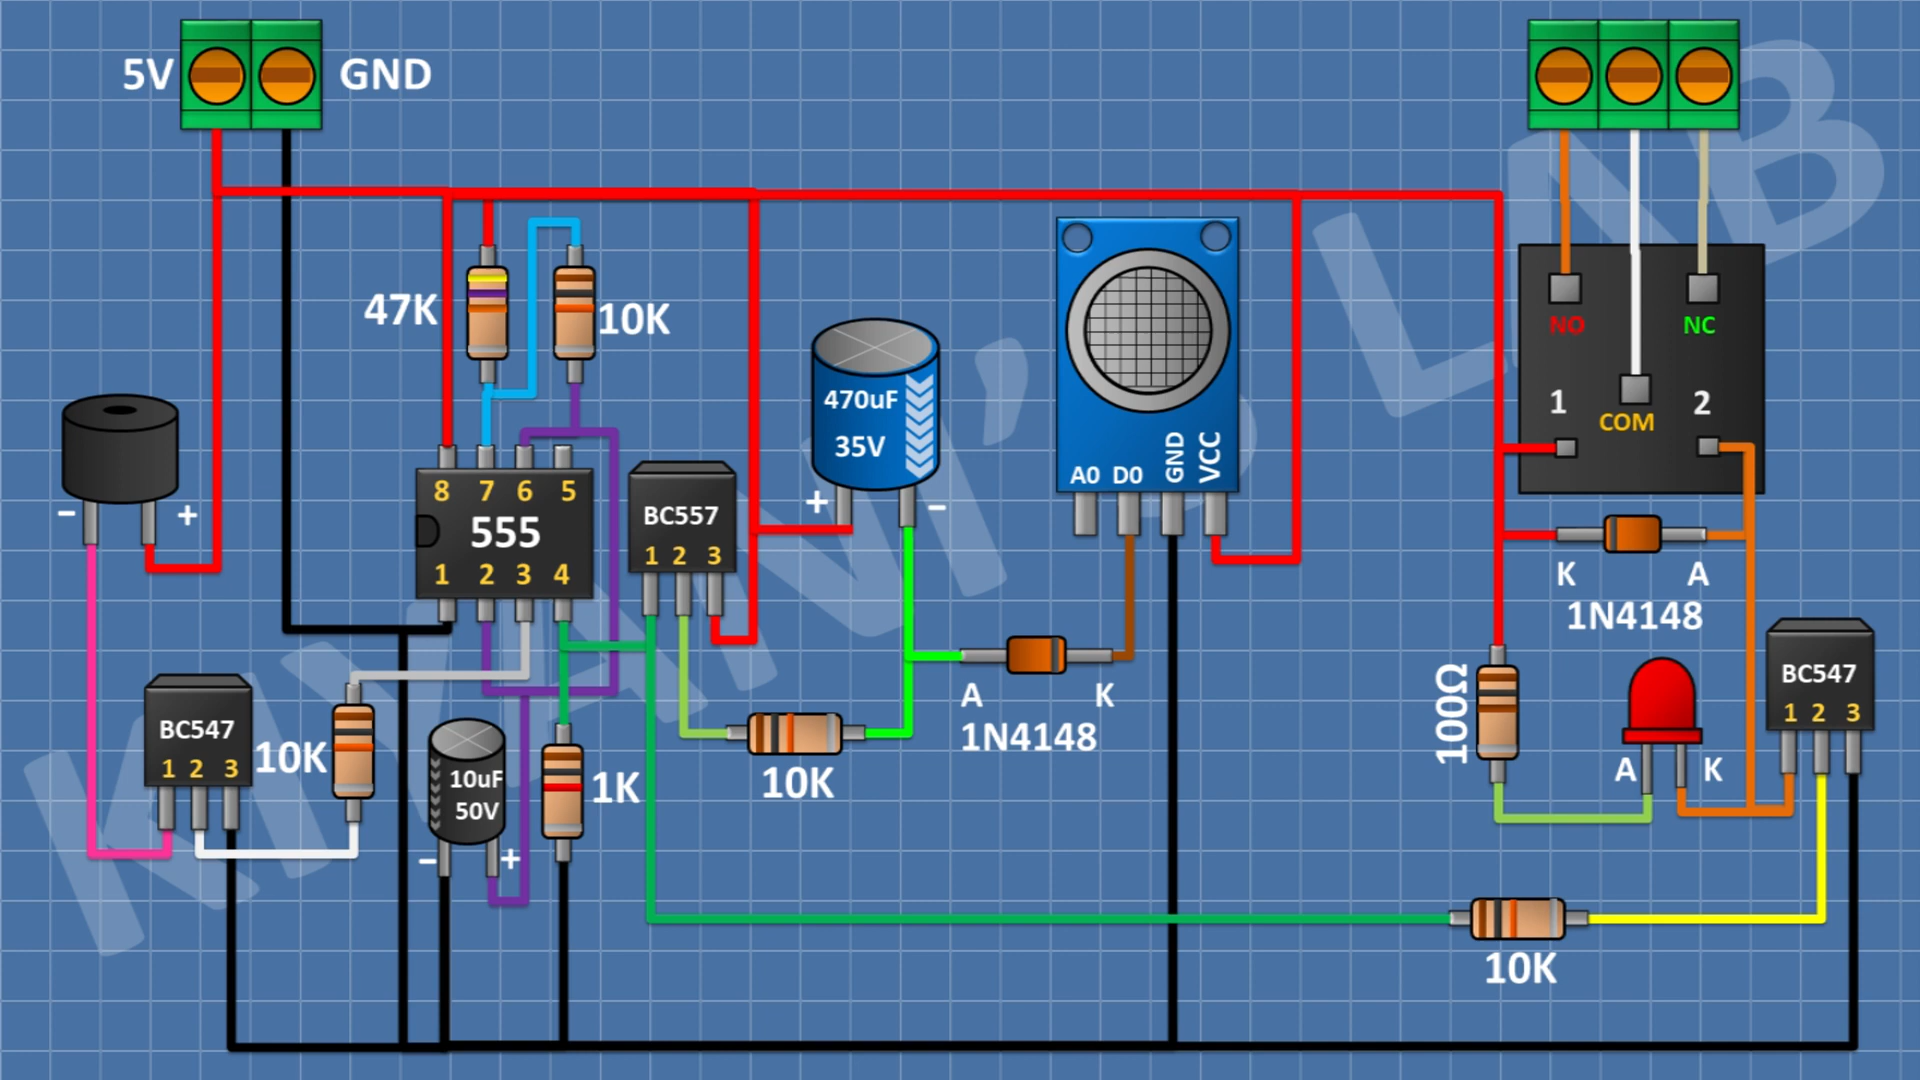 5V
GND
47K
10K
470uF
35V
+
-
A0 D0 GND VCC
NO
NC
1
COM
2
-
+
8 7 6 5
555
1 2 3 4
BC557
1 2 3
K
A
1N4148
A
K
1N4148
BC547
1 2 3
10K
10uF
50V
-
+
1K
10K
100Ω
A
K
BC547
1 2 3
10K
KIYANI'S LAB